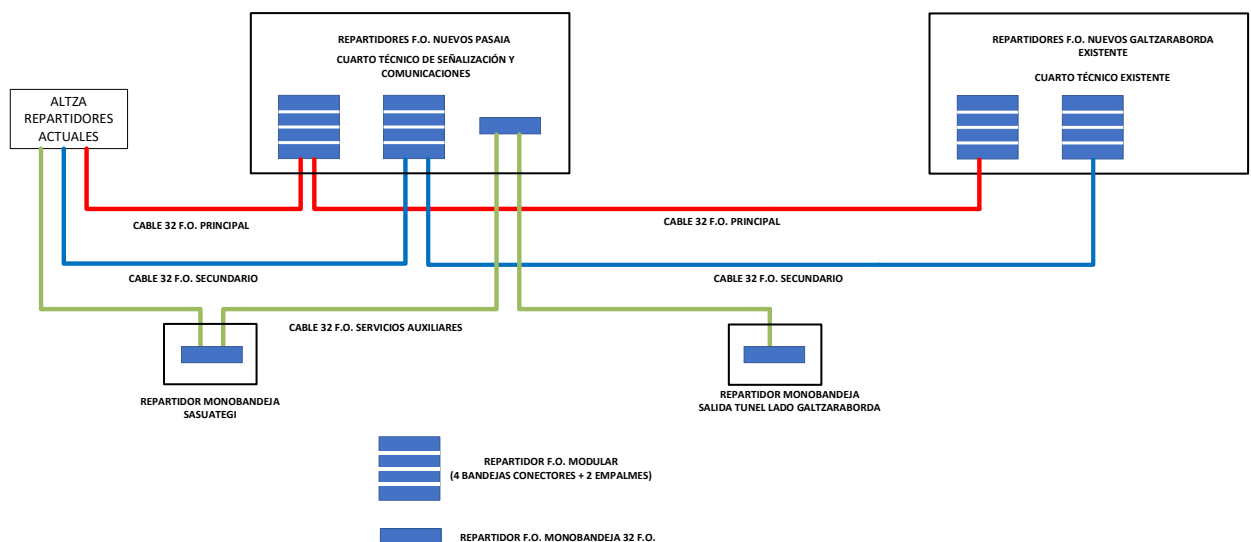 REPARTIDORES F.O. NUEVOS PASAIA
CUARTO TÉCNICO DE SEÑALIZACIÓN Y
COMUNICACIONES
REPARTIDORES F.O. NUEVOS GALTZARABORDA
EXISTENTE
CUARTO TÉCNICO EXISTENTE
ALTZA
REPARTIDORES
ACTUALES
CABLE 32 F.O. PRINCIPAL
CABLE 32 F.O. PRINCIPAL
CABLE 32 F.O. SECUNDARIO
CABLE 32 F.O. SECUNDARIO
CABLE 32 F.O. SERVICIOS AUXILIARES
REPARTIDOR MONOBANDEJA
SASUATEGI
REPARTIDOR MONOBANDEJA
SALIDA TUNEL LADO GALTZARABORDA
REPARTIDOR F.O. MODULAR
(4 BANDEJAS CONECTORES + 2 EMPALMES)
REPARTIDOR F.O. MONOBANDEJA 32 F.O.